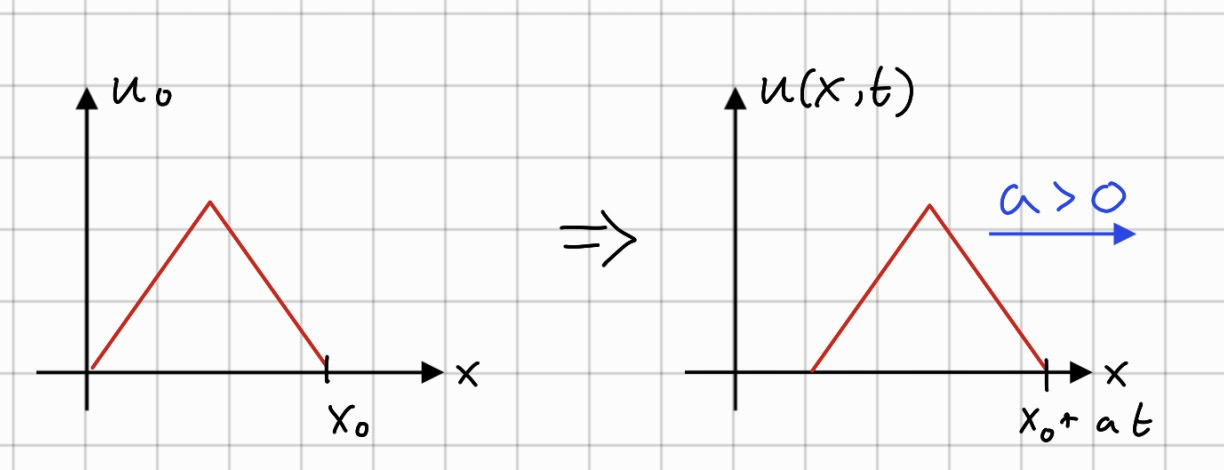 u₀
x
x₀
⇒
u(x,t)
a > 0
x
x₀ + at